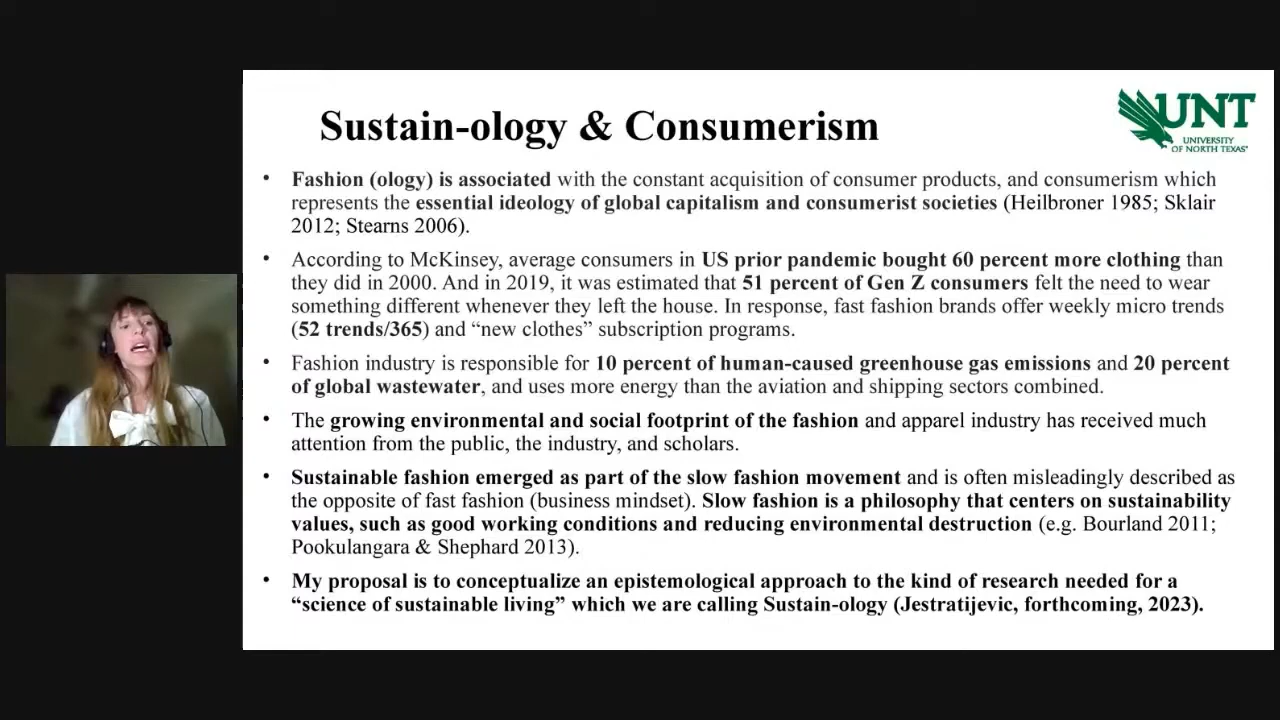 Sustain-ology & Consumerism
UNT
UNIVERSITY
OF NORTH TEXAS®
• Fashion (ology) is associated with the constant acquisition of consumer products, and consumerism which
represents the essential ideology of global capitalism and consumerist societies (Heilbroner 1985; Sklair
2012; Stearns 2006).
• According to McKinsey, average consumers in US prior pandemic bought 60 percent more clothing than
they did in 2000. And in 2019, it was estimated that 51 percent of Gen Z consumers felt the need to wear
something different whenever they left the house. In response, fast fashion brands offer weekly micro trends
(52 trends/365) and “new clothes” subscription programs.
• Fashion industry is responsible for 10 percent of human-caused greenhouse gas emissions and 20 percent
of global wastewater, and uses more energy than the aviation and shipping sectors combined.
• The growing environmental and social footprint of the fashion and apparel industry has received much
attention from the public, the industry, and scholars.
• Sustainable fashion emerged as part of the slow fashion movement and is often misleadingly described as
the opposite of fast fashion (business mindset). Slow fashion is a philosophy that centers on sustainability
values, such as good working conditions and reducing environmental destruction (e.g. Bourland 2011;
Pookulangara & Shephard 2013).
• My proposal is to conceptualize an epistemological approach to the kind of research needed for a
“science of sustainable living” which we are calling Sustain-ology (Jestratijevic, forthcoming, 2023).